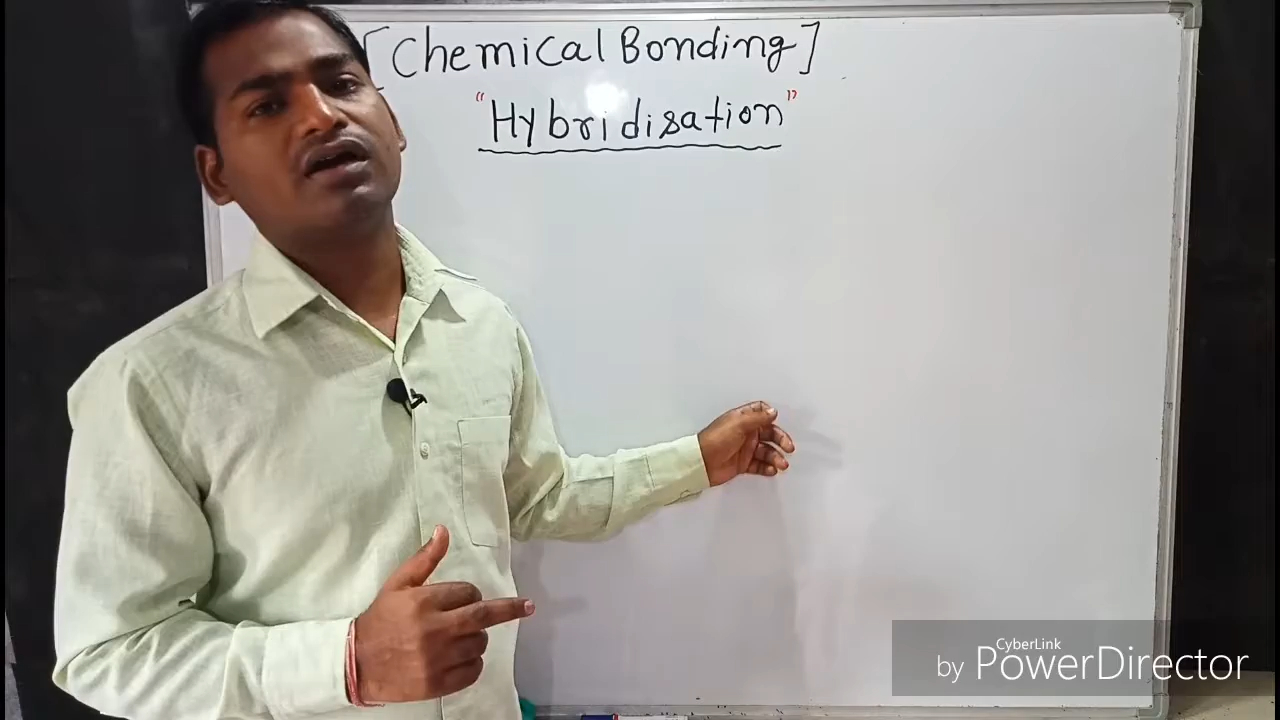 [Chemical Bonding]
"Hybridisation"
CyberLink
by PowerDirector